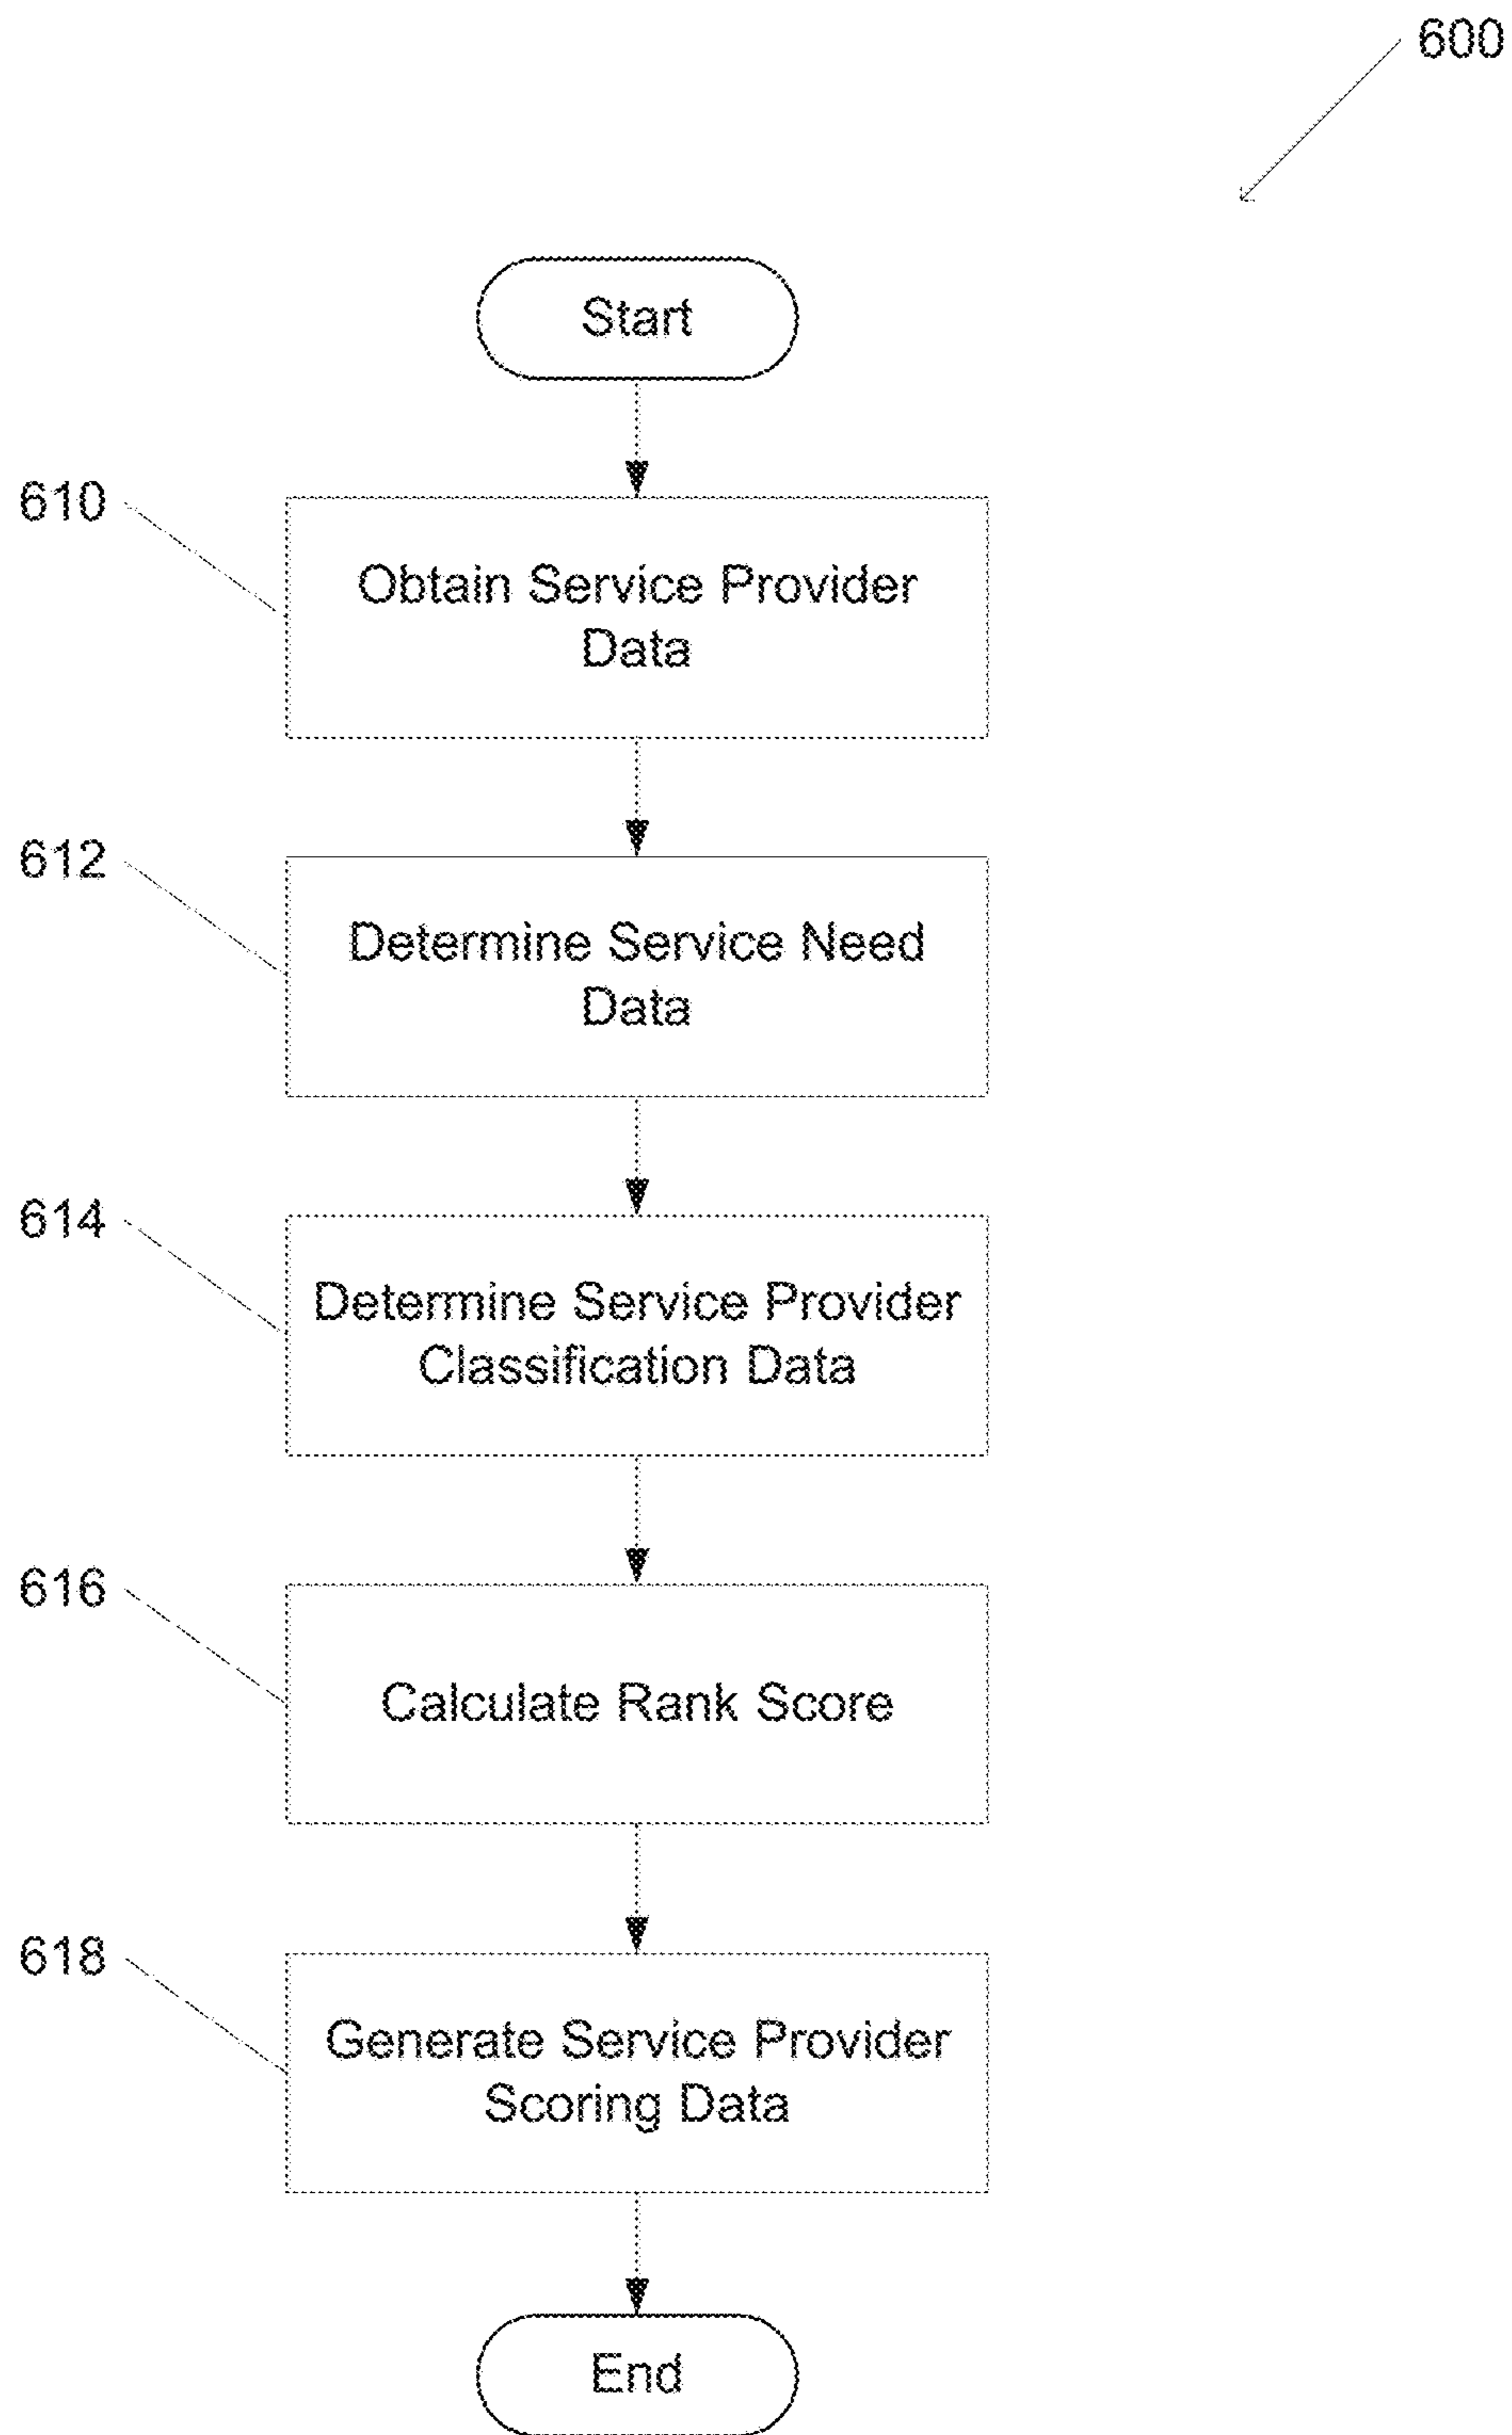 600
Start
610
Obtain Service Provider
Data
612
Determine Service Need
Data
614
Determine Service Provider
Classification Data
616
Calculate Rank Score
618
Generate Service Provider
Scoring Data
End